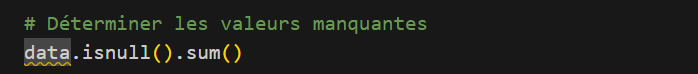 # Déterminer les valeurs manquantes
data.isnull().sum()